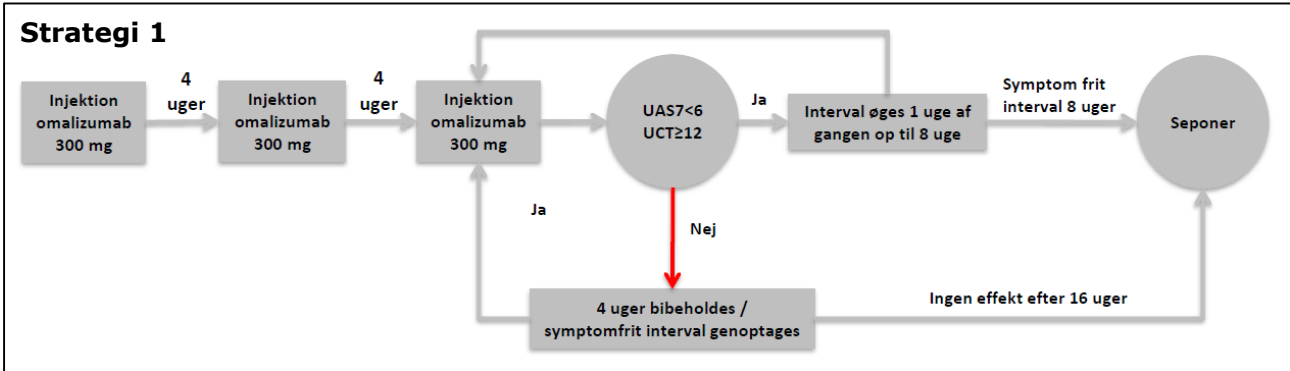 Strategi 1
Injektion
omalizumab
300 mg
4
uger
Injektion
omalizumab
300 mg
4
uger
Injektion
omalizumab
300 mg
UAS7<6
UCT≥12
Ja
Interval øges 1 uge af
gangen op til 8 uge
Symptom frit
interval 8 uger
Seponer
Ja
Nej
4 uger bibeholdes /
symptomfrit interval genoptages
Ingen effekt efter 16 uger